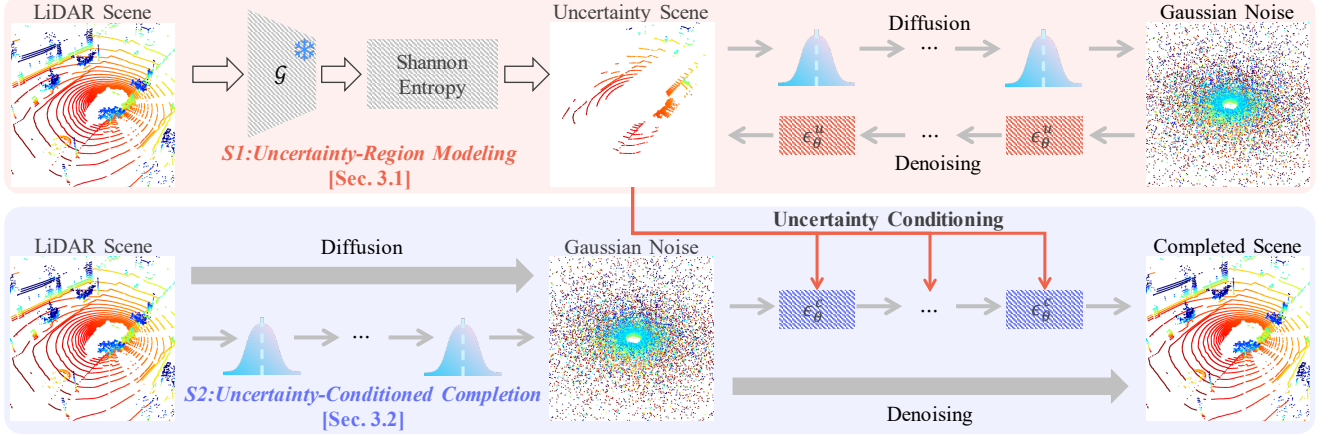 LiDAR Scene
Uncertainty Scene
Gaussian Noise
Diffusion
...
𝒢
Shannon
Entropy
ϵ_θ^u
...
ϵ_θ^u
Denoising
S1:Uncertainty-Region Modeling
[Sec. 3.1]
Uncertainty Conditioning
LiDAR Scene
Diffusion
Gaussian Noise
Completed Scene
...
ϵ_θ^c
...
ϵ_θ^c
S2:Uncertainty-Conditioned Completion
[Sec. 3.2]
Denoising